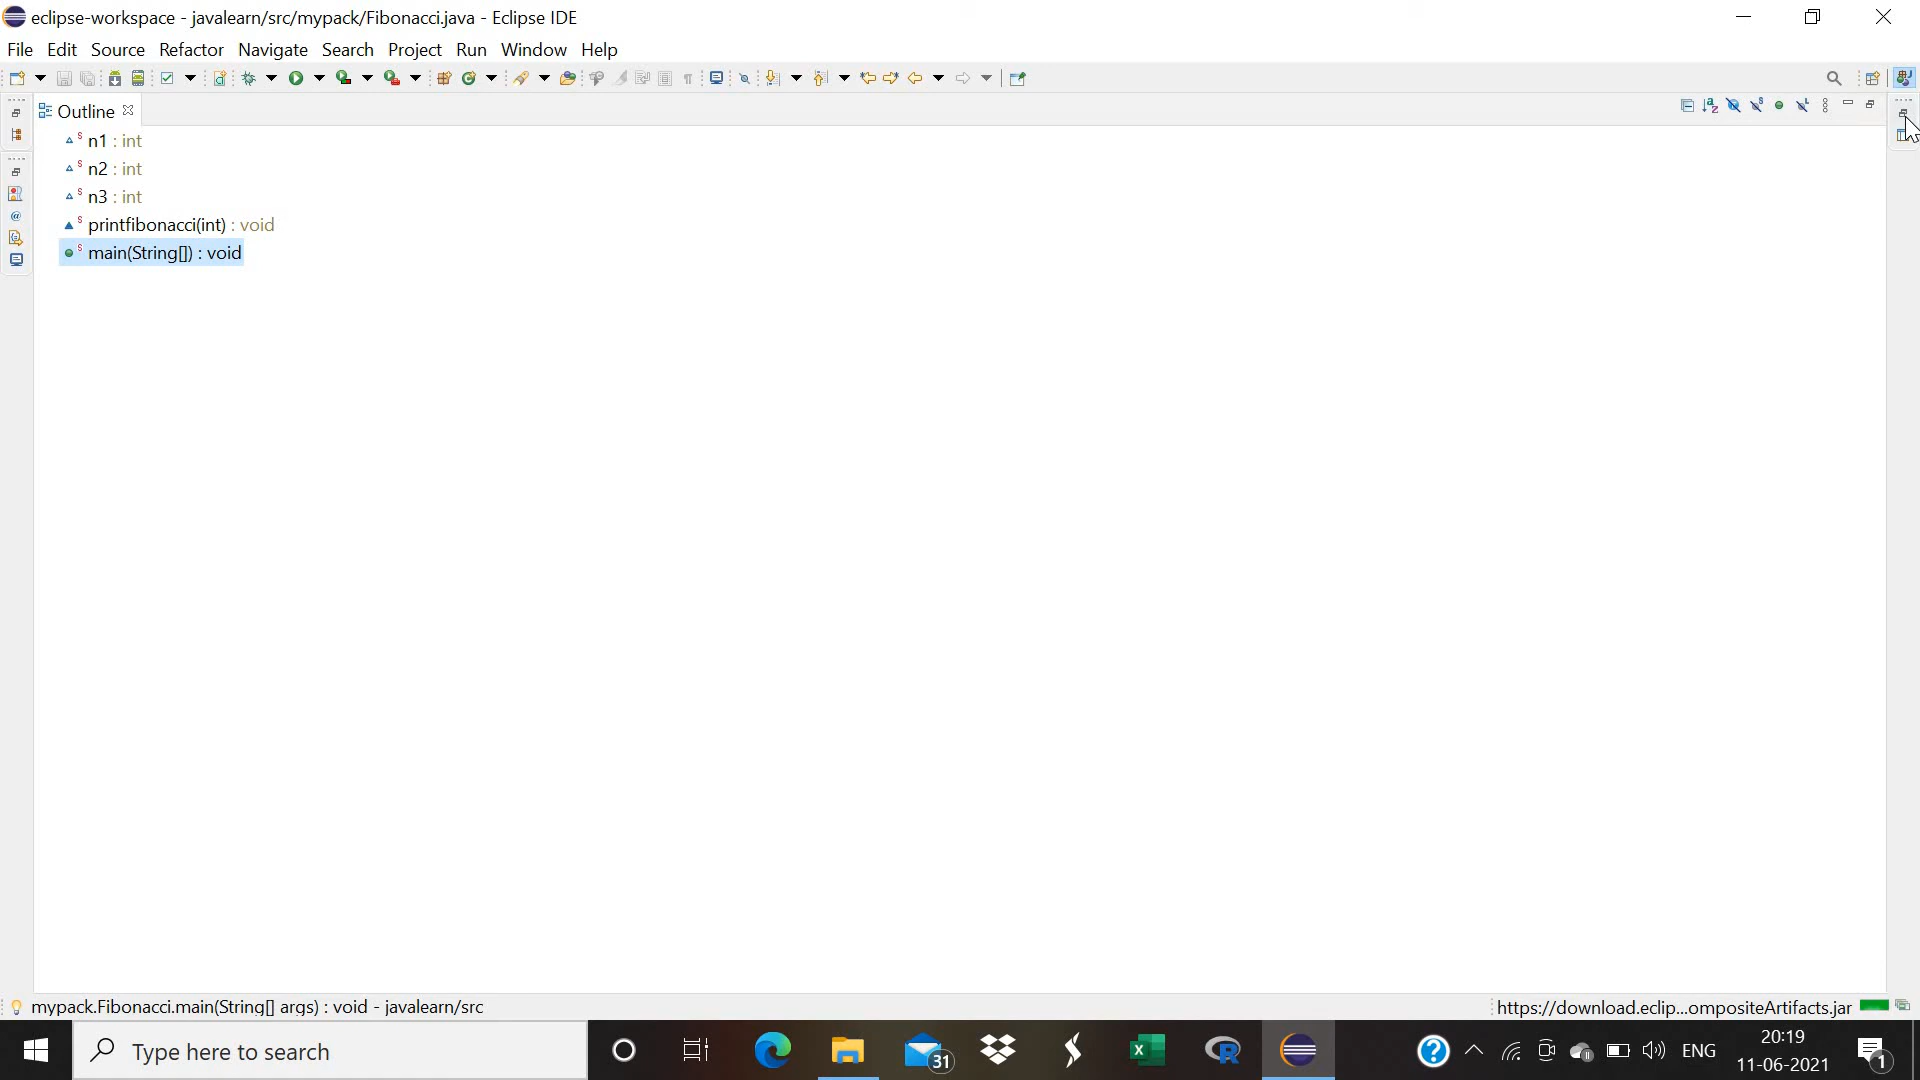 eclipse-workspace - javalearn/src/mypack/Fibonacci.java - Eclipse IDE
File Edit Source Refactor Navigate Search Project Run Window Help
Outline
n1 : int
n2 : int
n3 : int
printfibonacci(int) : void
main(String[]) : void
mypack.Fibonacci.main(String[] args) : void - javalearn/src
https://download.eclip...ompositeArtifacts.jar
Type here to search
31
ENG
20:19
11-06-2021
1